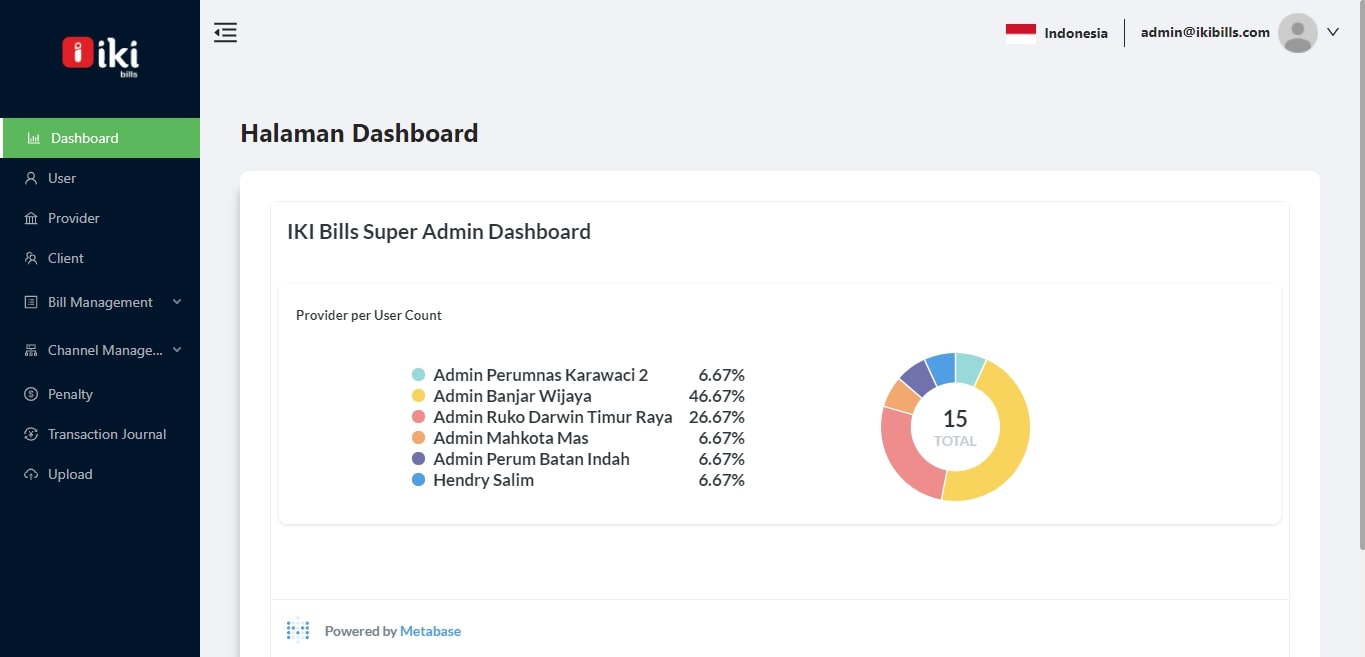 iki
bills
Indonesia
admin@ikibills.com
Dashboard
User
Provider
Client
Bill Management
Channel Manage...
Penalty
Transaction Journal
Upload
Halaman Dashboard
IKI Bills Super Admin Dashboard
Provider per User Count
Admin Perumnas Karawaci 2 6.67%
Admin Banjar Wijaya 46.67%
Admin Ruko Darwin Timur Raya 26.67%
Admin Mahkota Mas 6.67%
Admin Perum Batan Indah 6.67%
Hendry Salim 6.67%
15
TOTAL
Powered by Metabase